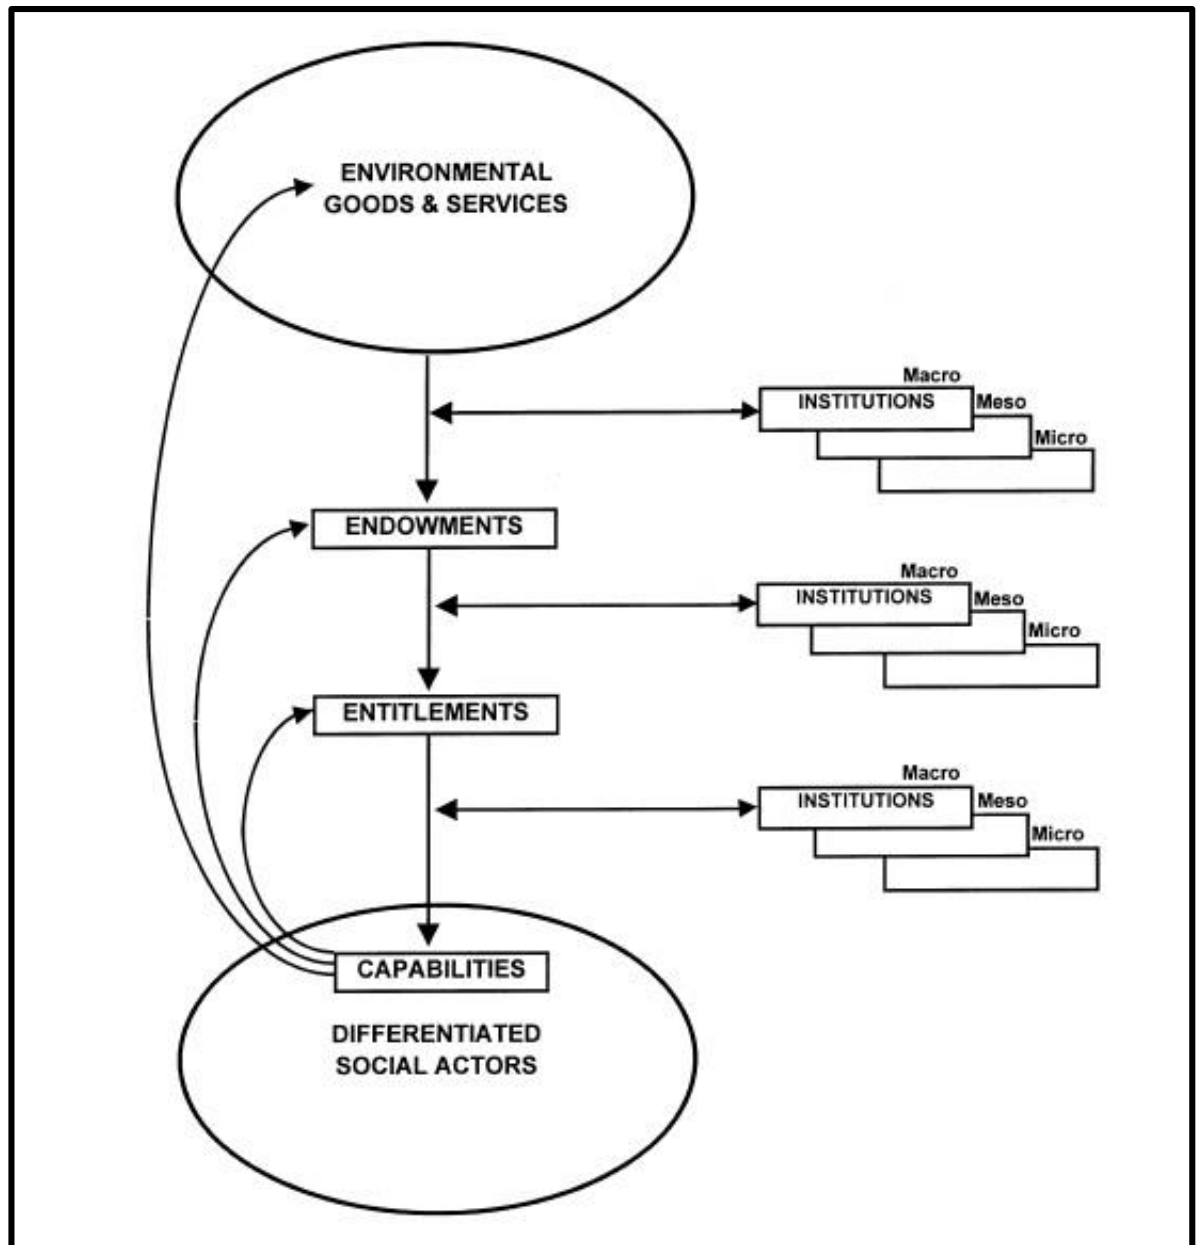 ENVIRONMENTAL
GOODS & SERVICES
Macro
INSTITUTIONS
Meso
Micro
ENDOWMENTS
Macro
INSTITUTIONS
Meso
Micro
ENTITLEMENTS
Macro
INSTITUTIONS
Meso
Micro
CAPABILITIES
DIFFERENTIATED
SOCIAL ACTORS